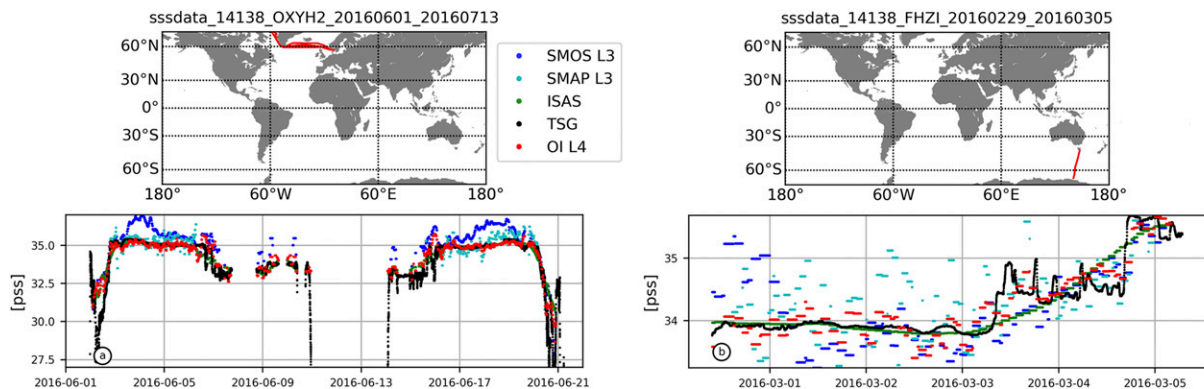 sssdata_14138_OXYH2_20160601_20160713
60°N
30°N
0°
30°S
60°S
180° 60°W 60°E 180°
SMOS L3
SMAP L3
ISAS
TSG
OI L4
35.0
32.5
30.0
27.5
[pss]
a
2016-06-01 2016-06-05 2016-06-09 2016-06-13 2016-06-17 2016-06-21
sssdata_14138_FHZI_20160229_20160305
60°N
30°N
0°
30°S
60°S
180° 60°W 60°E 180°
35
34
[pss]
b
2016-03-01 2016-03-02 2016-03-03 2016-03-04 2016-03-05